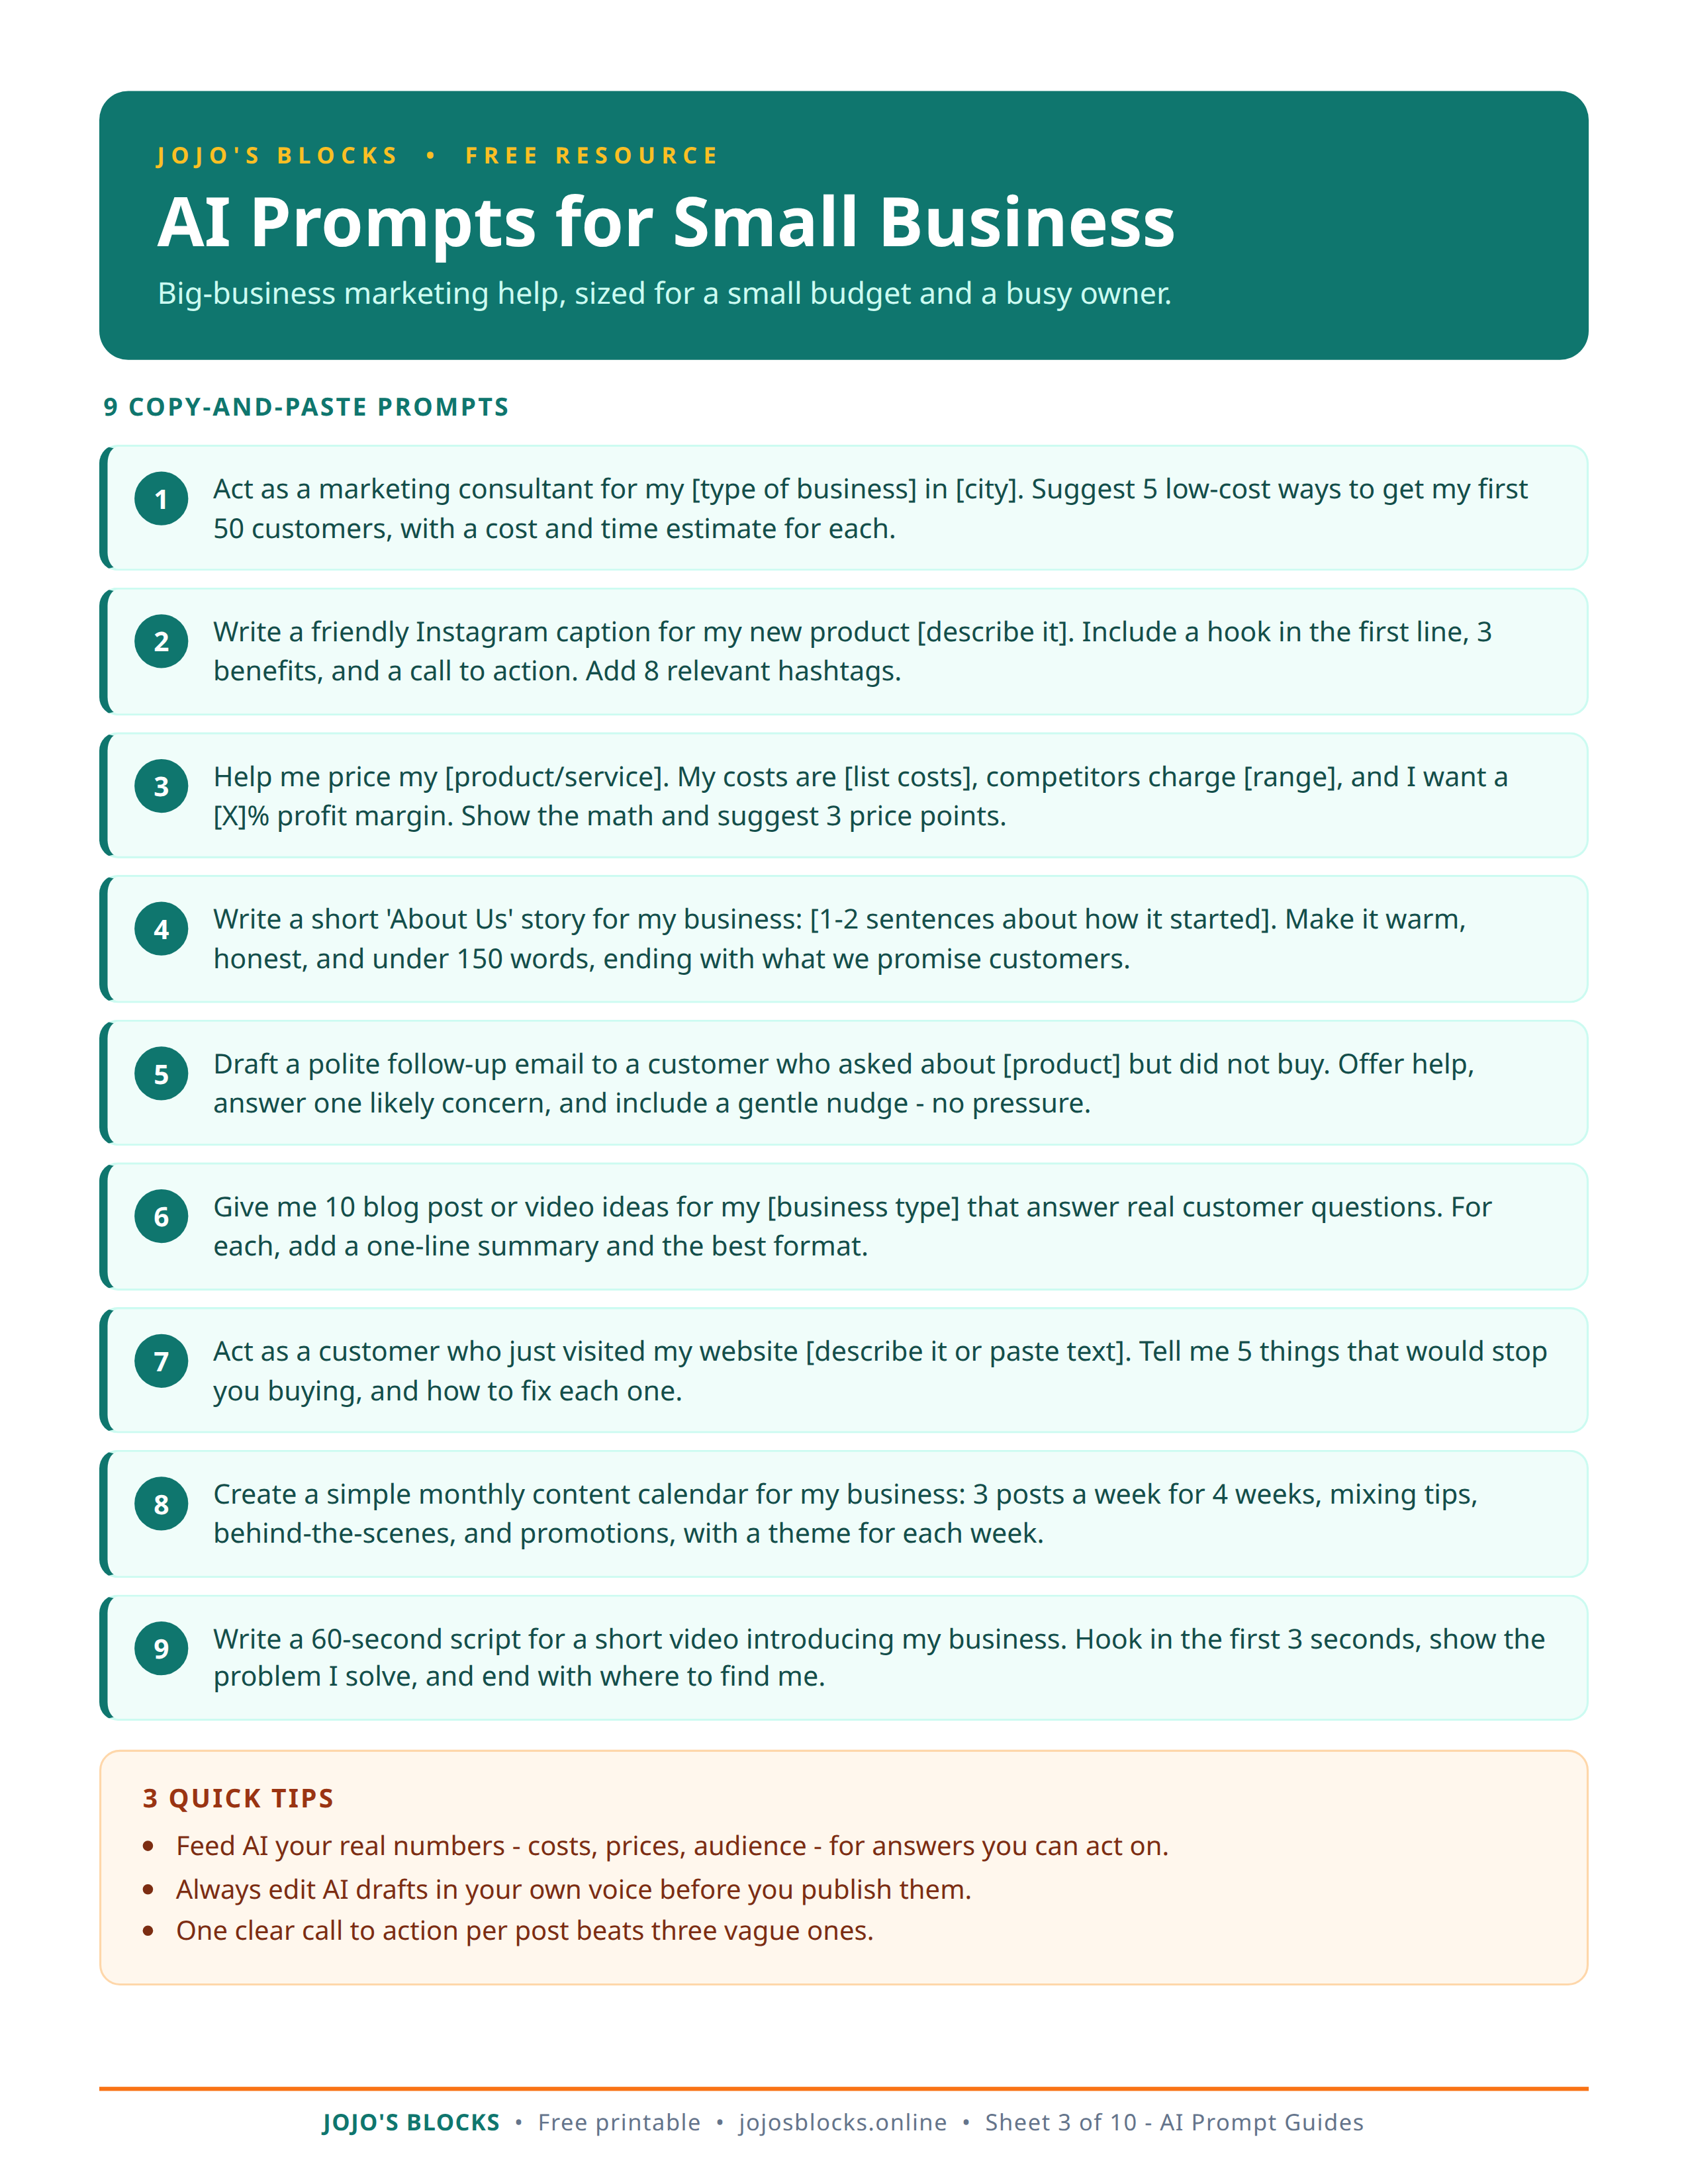 JOJO'S BLOCKS • FREE RESOURCE
AI Prompts for Small Business
Big-business marketing help, sized for a small budget and a busy owner.
9 COPY-AND-PASTE PROMPTS
1
Act as a marketing consultant for my [type of business] in [city]. Suggest 5 low-cost ways to get my first
50 customers, with a cost and time estimate for each.
2
Write a friendly Instagram caption for my new product [describe it]. Include a hook in the first line, 3
benefits, and a call to action. Add 8 relevant hashtags.
3
Help me price my [product/service]. My costs are [list costs], competitors charge [range], and I want a
[X]% profit margin. Show the math and suggest 3 price points.
4
Write a short 'About Us' story for my business: [1-2 sentences about how it started]. Make it warm,
honest, and under 150 words, ending with what we promise customers.
5
Draft a polite follow-up email to a customer who asked about [product] but did not buy. Offer help,
answer one likely concern, and include a gentle nudge - no pressure.
6
Give me 10 blog post or video ideas for my [business type] that answer real customer questions. For
each, add a one-line summary and the best format.
7
Act as a customer who just visited my website [describe it or paste text]. Tell me 5 things that would stop
you buying, and how to fix each one.
8
Create a simple monthly content calendar for my business: 3 posts a week for 4 weeks, mixing tips,
behind-the-scenes, and promotions, with a theme for each week.
9
Write a 60-second script for a short video introducing my business. Hook in the first 3 seconds, show the
problem I solve, and end with where to find me.
3 QUICK TIPS
• Feed AI your real numbers - costs, prices, audience - for answers you can act on.
• Always edit AI drafts in your own voice before you publish them.
• One clear call to action per post beats three vague ones.
JOJO'S BLOCKS • Free printable • jojosblocks.online • Sheet 3 of 10 - AI Prompt Guides